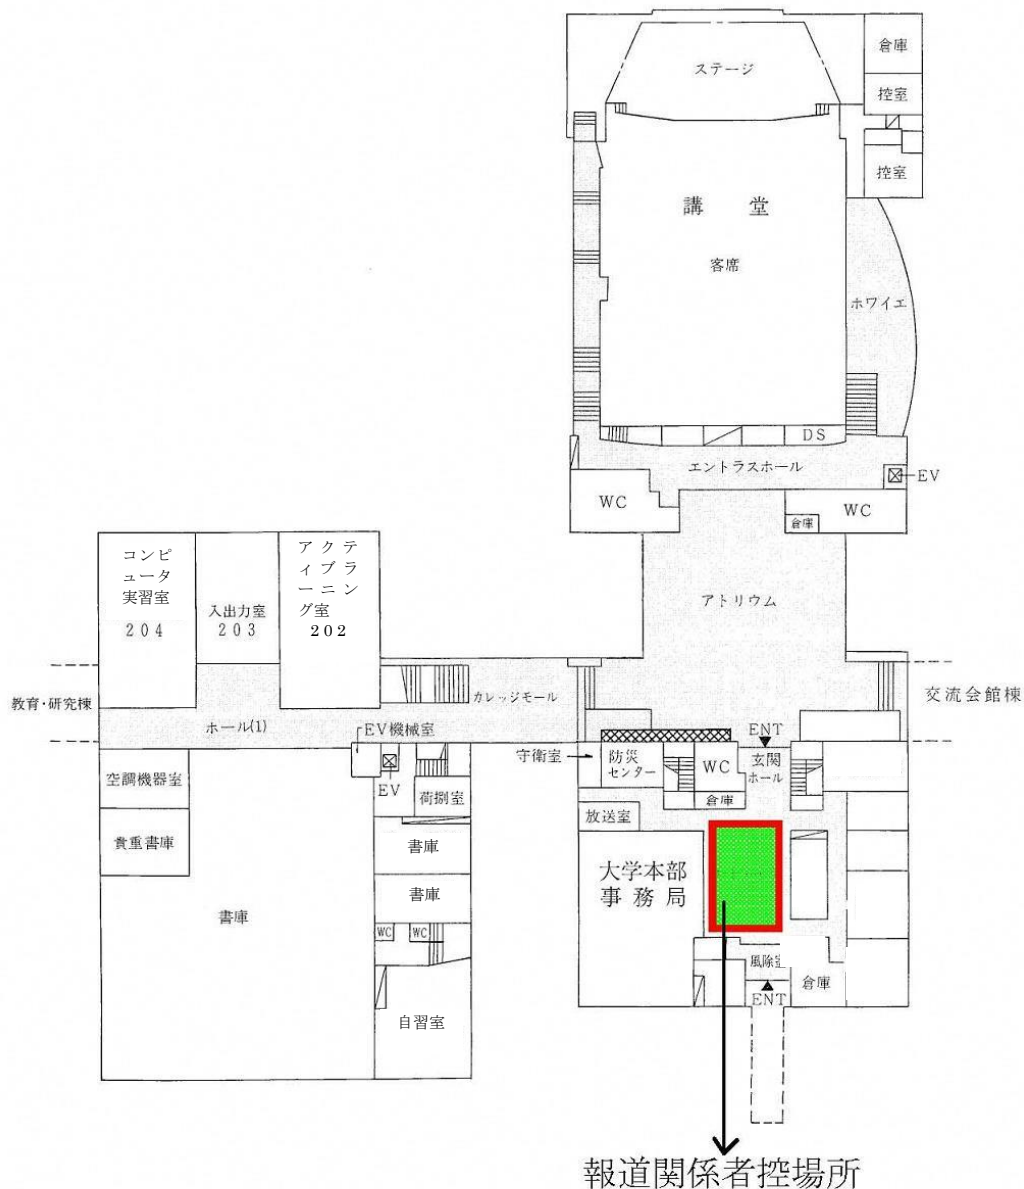 ステージ
倉庫
控室
控室
講堂
客席
ホワイエ
DS
エントラスホール
EV
WC
WC
倉庫
コンピ
ュータ
実習室
204
入出力室
203
アクテ
ィブラ
ーニン
グ室
202
アトリウム
教育・研究棟
ホール(1)
カレッジモール
交流会館棟
EV機械室
ENT
守衛室
防災
センター
WC
玄関
ホール
空調機器室
EV
荷捌室
倉庫
放送室
貴重書庫
書庫
大学本部
事務局
書庫
書庫
WC
WC
風除室
倉庫
ENT
自習室
報道関係者控場所